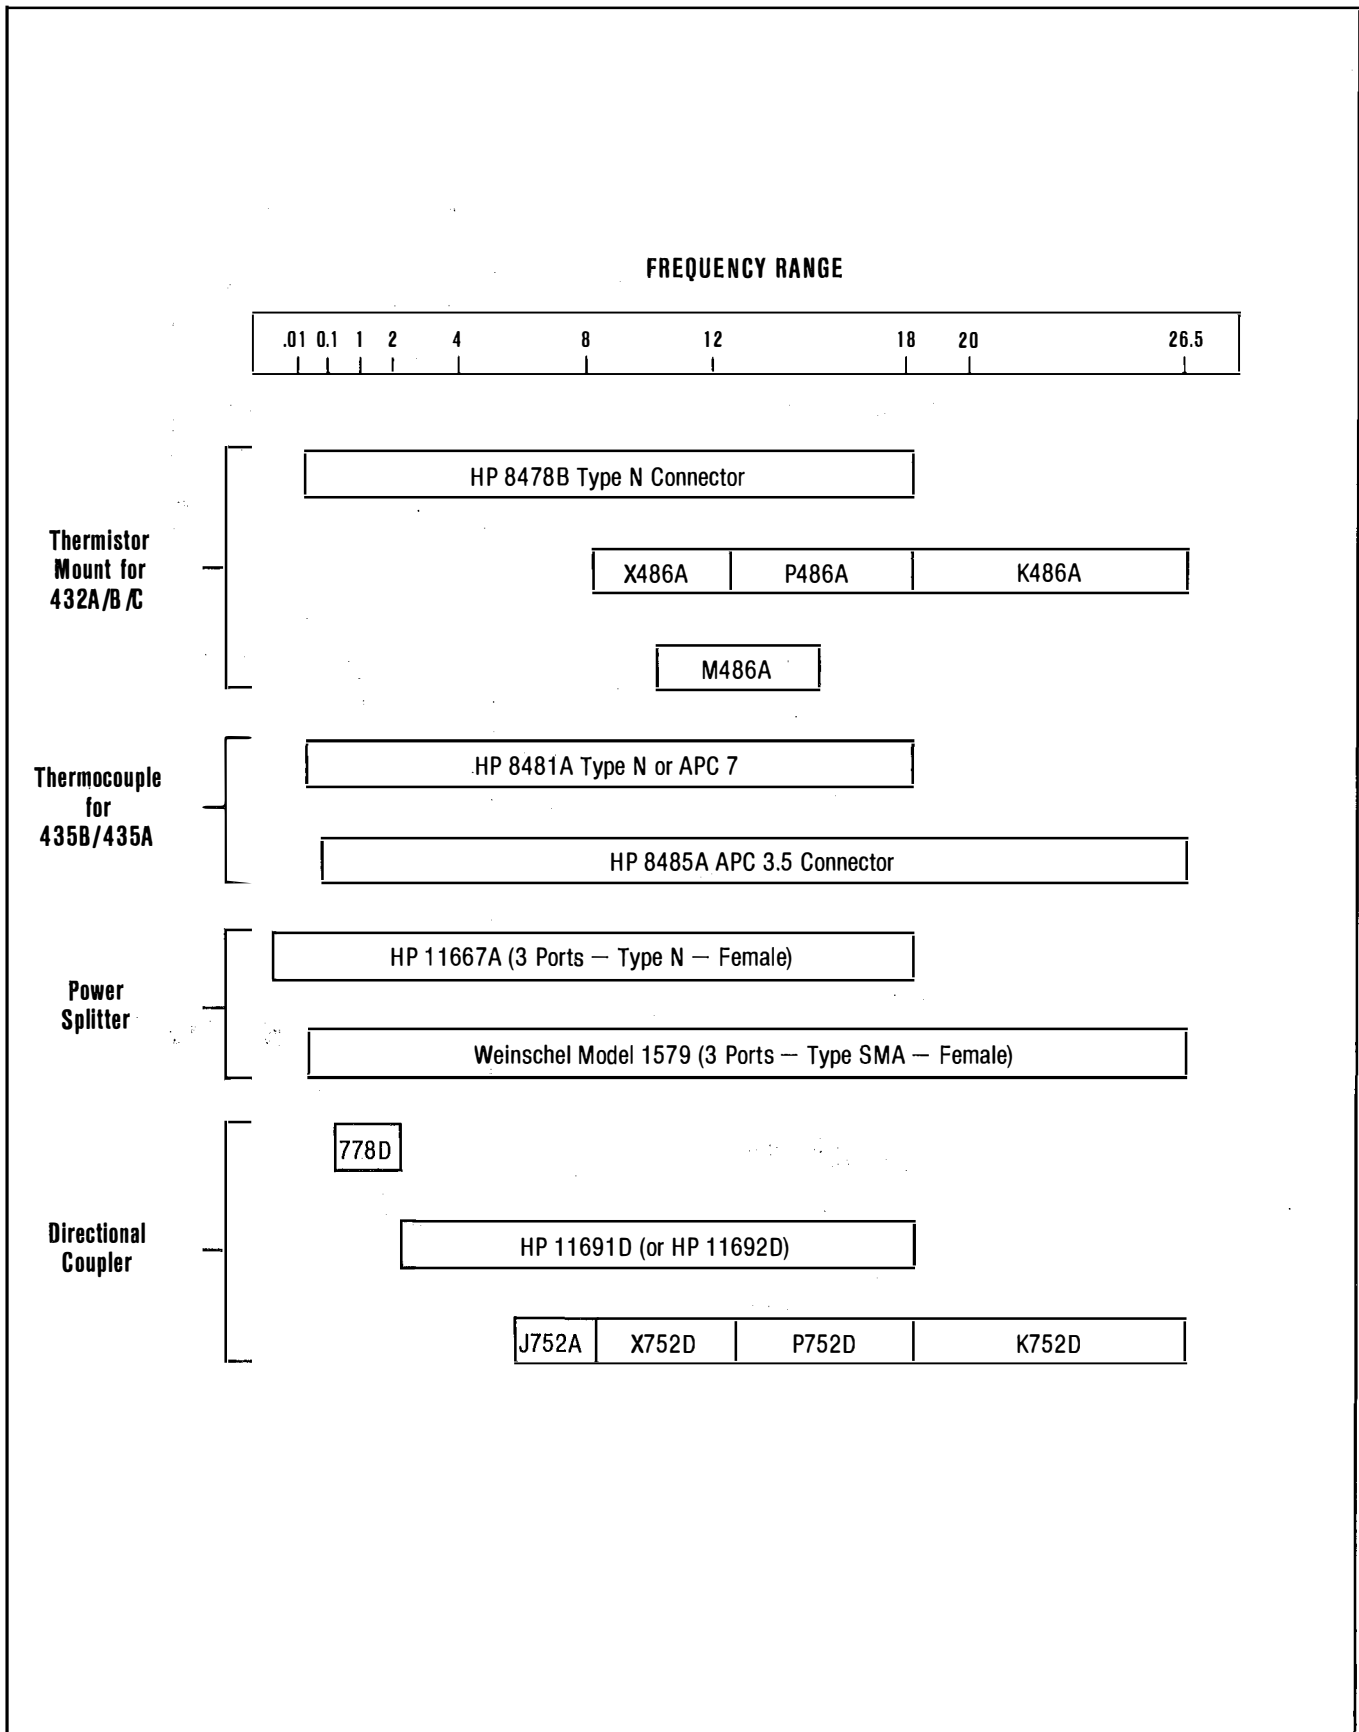 FREQUENCY RANGE
.01 0.1 1 2 4 8 12 18 20 26.5
HP 8478B Type N Connector
Thermistor
Mount for
432A/B/C
X486A P486A K486A
M486A
HP 8481A Type N or APC 7
Thermocouple
for
435B/435A
HP 8485A APC 3.5 Connector
HP 11667A (3 Ports — Type N — Female)
Power
Splitter
Weinschel Model 1579 (3 Ports — Type SMA — Female)
778D
Directional
Coupler
HP 11691D (or HP 11692D)
J752A X752D P752D K752D